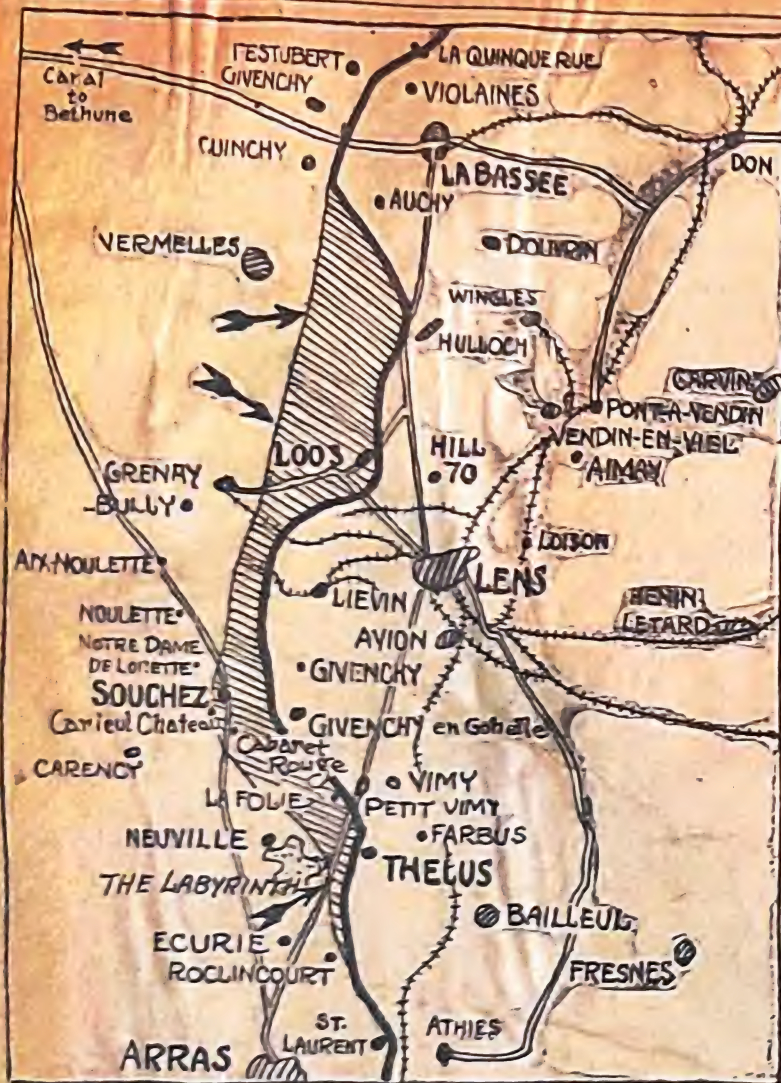 Canal
to
Bethune
FESTUBERT
GIVENCHY
LA QUINQUE RUE
VIOLAINES
CUINCHY
LA BASSEE
DON
AUCHY
VERMELLES
DOUVRIN
WINGLES
HULLOCH
CARVIN
PONT-A-VENDIN
VENDIN-EN-VIEL
LOOS
HILL
70
AIMAY
GRENAY
BULLY
LOISON
AIX-NOULETTE
LENS
LIEVIN
HENIN
LETARD
NOULETTE
AVION
NOTRE DAME
DE LORETTE
GIVENCHY
SOUCHEZ
Carieul Chateau
GIVENCHY en Gohelle
Cabaret
Rouge
CARENCY
VIMY
LA FOLIE
PETIT VIMY
NEUVILLE
FARBUS
THE LABYRINTH
THELUS
BAILLEUL
ECURIE
ROCLINCOURT
FRESNES
ST.
LAURENT
ATHIES
ARRAS